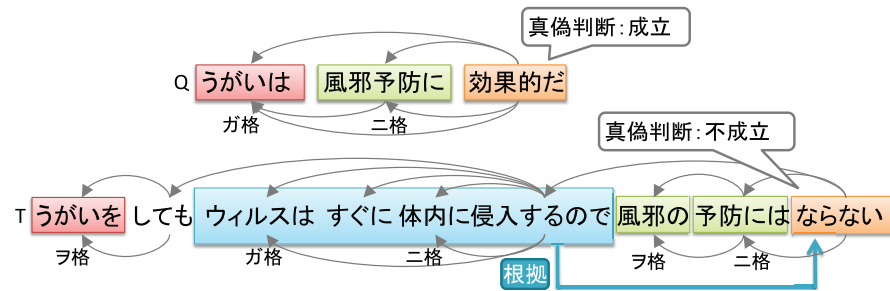 真偽判断：成立
Q うがいは 風邪予防に 効果的だ
ガ格 ニ格
真偽判断：不成立
T うがいを しても ウィルスは すぐに 体内に 侵入するので 風邪の 予防には ならない
ヲ格 ガ格 ニ格 ヲ格 ニ格
根拠